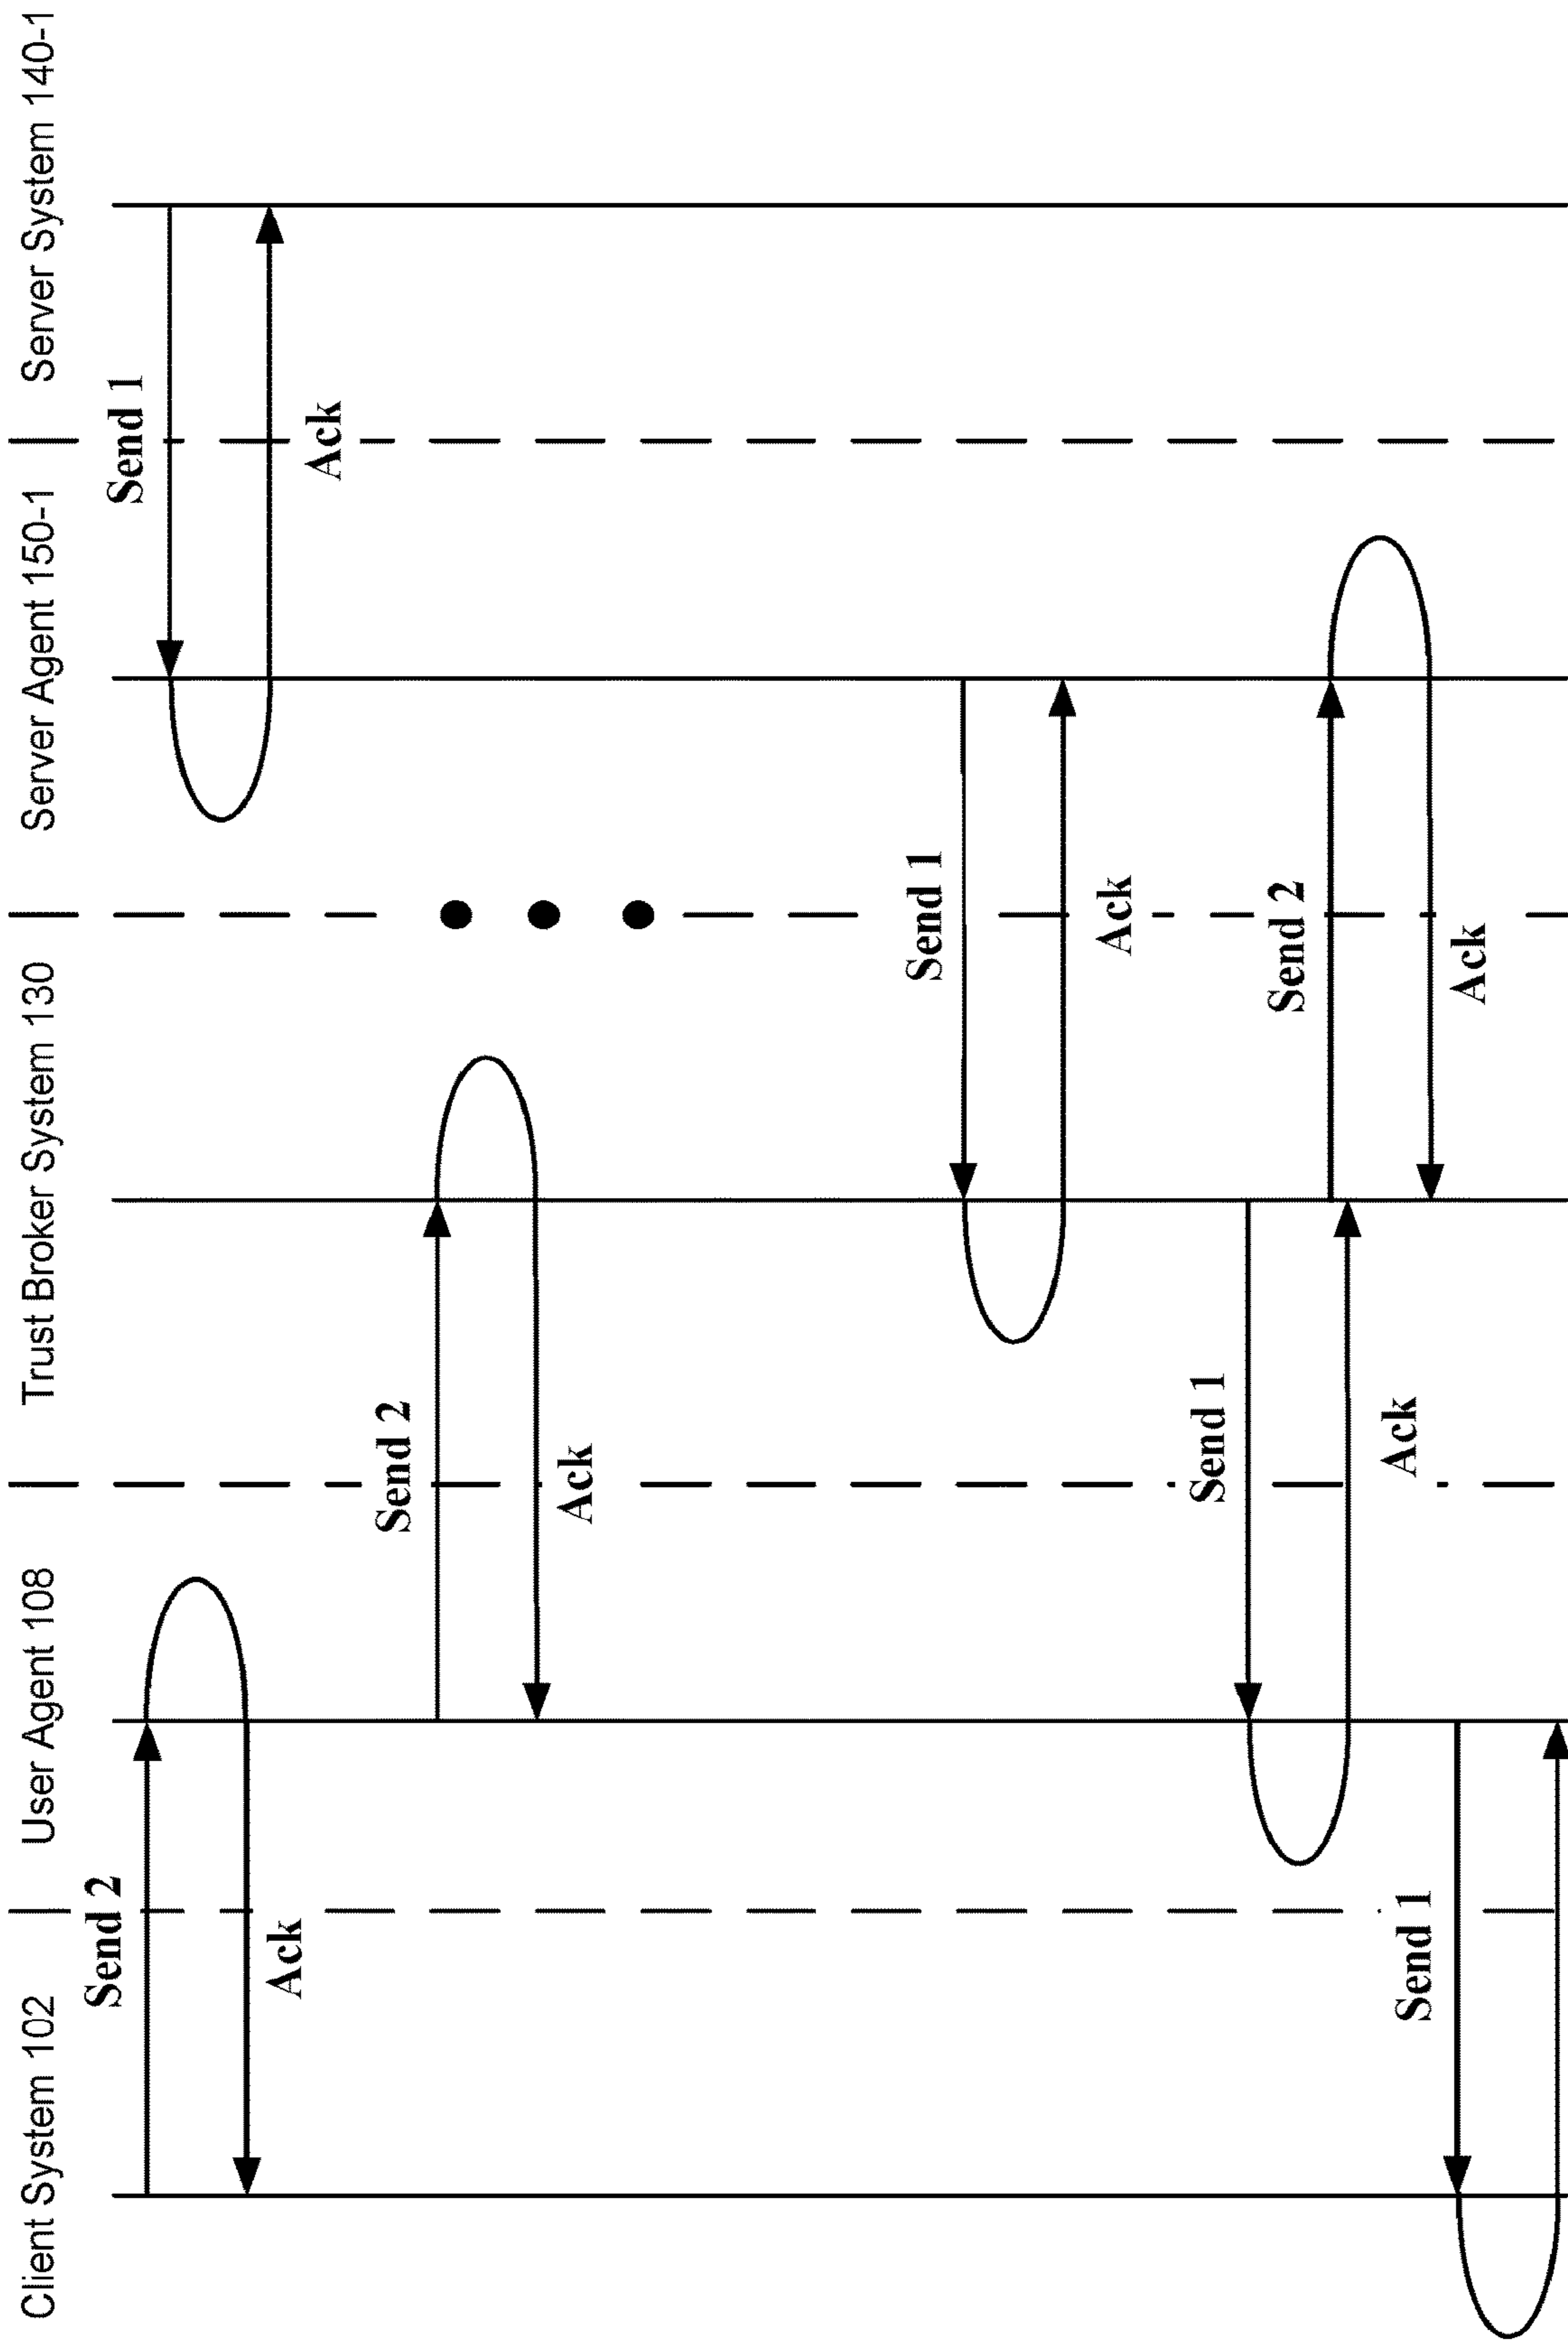 Client System 102
User Agent 108
Trust Broker System 130
Server Agent 150-1
Server System 140-1
Send 2
Send 1
Ack
Ack
Send 2
Ack
Send 1
Ack
Send 1
Send 2
Ack
Ack
Send 1